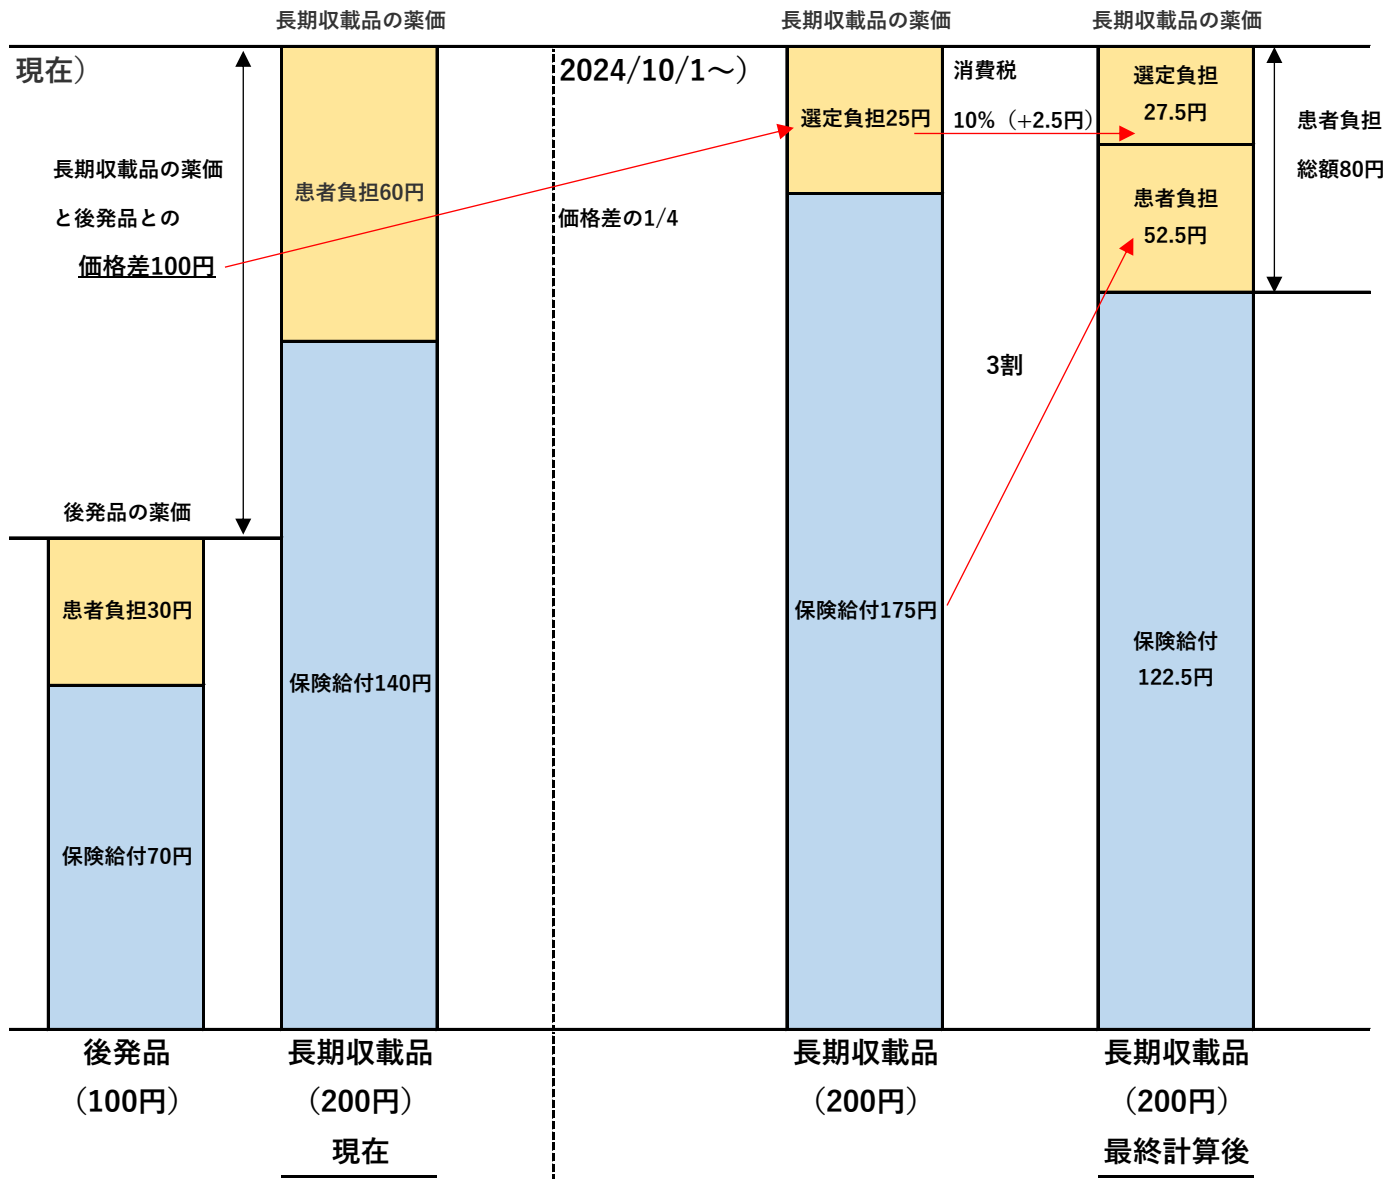 長期収載品の薬価
長期収載品の薬価
長期収載品の薬価
現在）
2024/10/1～）
長期収載品の薬価
と後発品との
価格差100円
患者負担60円
価格差の1/4
選定負担25円
消費税
10%（+2.5円）
選定負担
27.5円
患者負担
52.5円
患者負担
総額80円
3割
後発品の薬価
患者負担30円
保険給付70円
保険給付140円
保険給付175円
保険給付
122.5円
後発品
（100円）
長期収載品
（200円）
現在
長期収載品
（200円）
長期収載品
（200円）
最終計算後